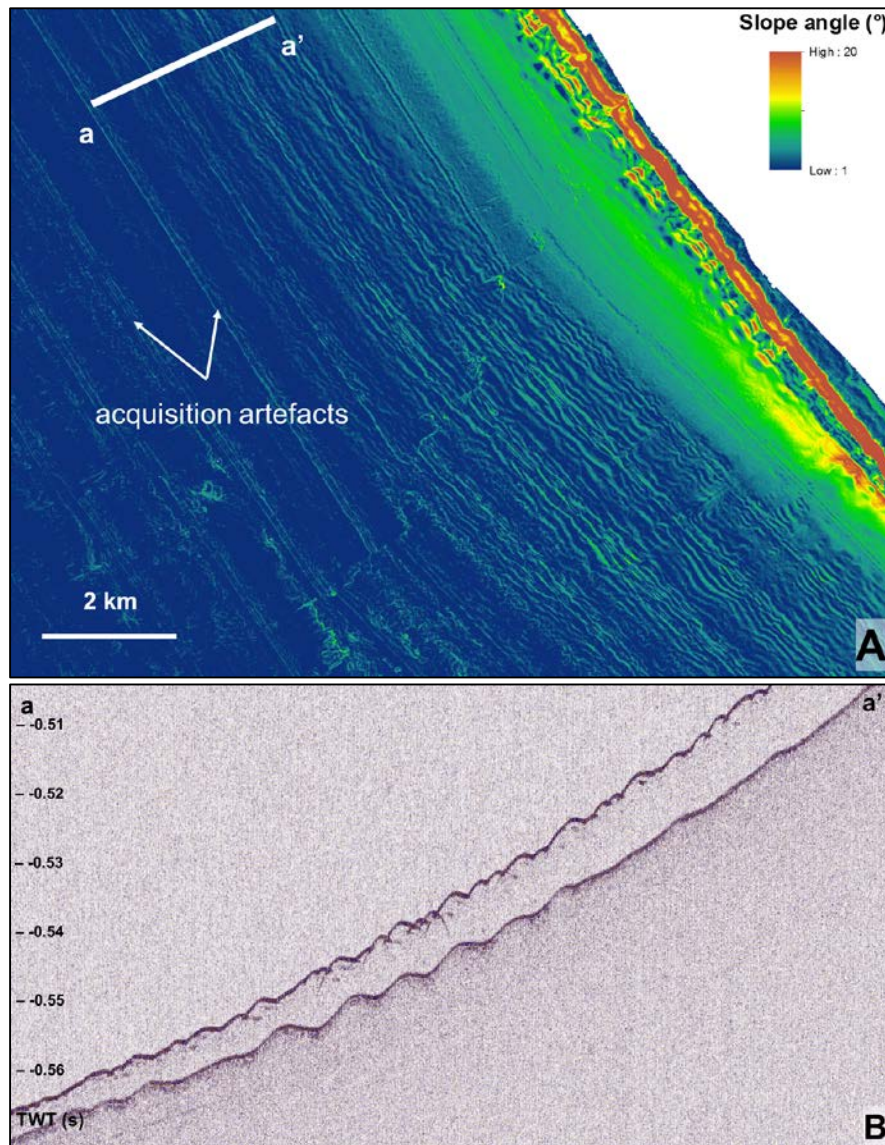 Slope angle (°)
High : 20
Low : 1
a
a’
acquisition artefacts
2 km
A
a
a’
– -0.51
– -0.52
– -0.53
– -0.54
– -0.55
– -0.56
TWT (s)
B